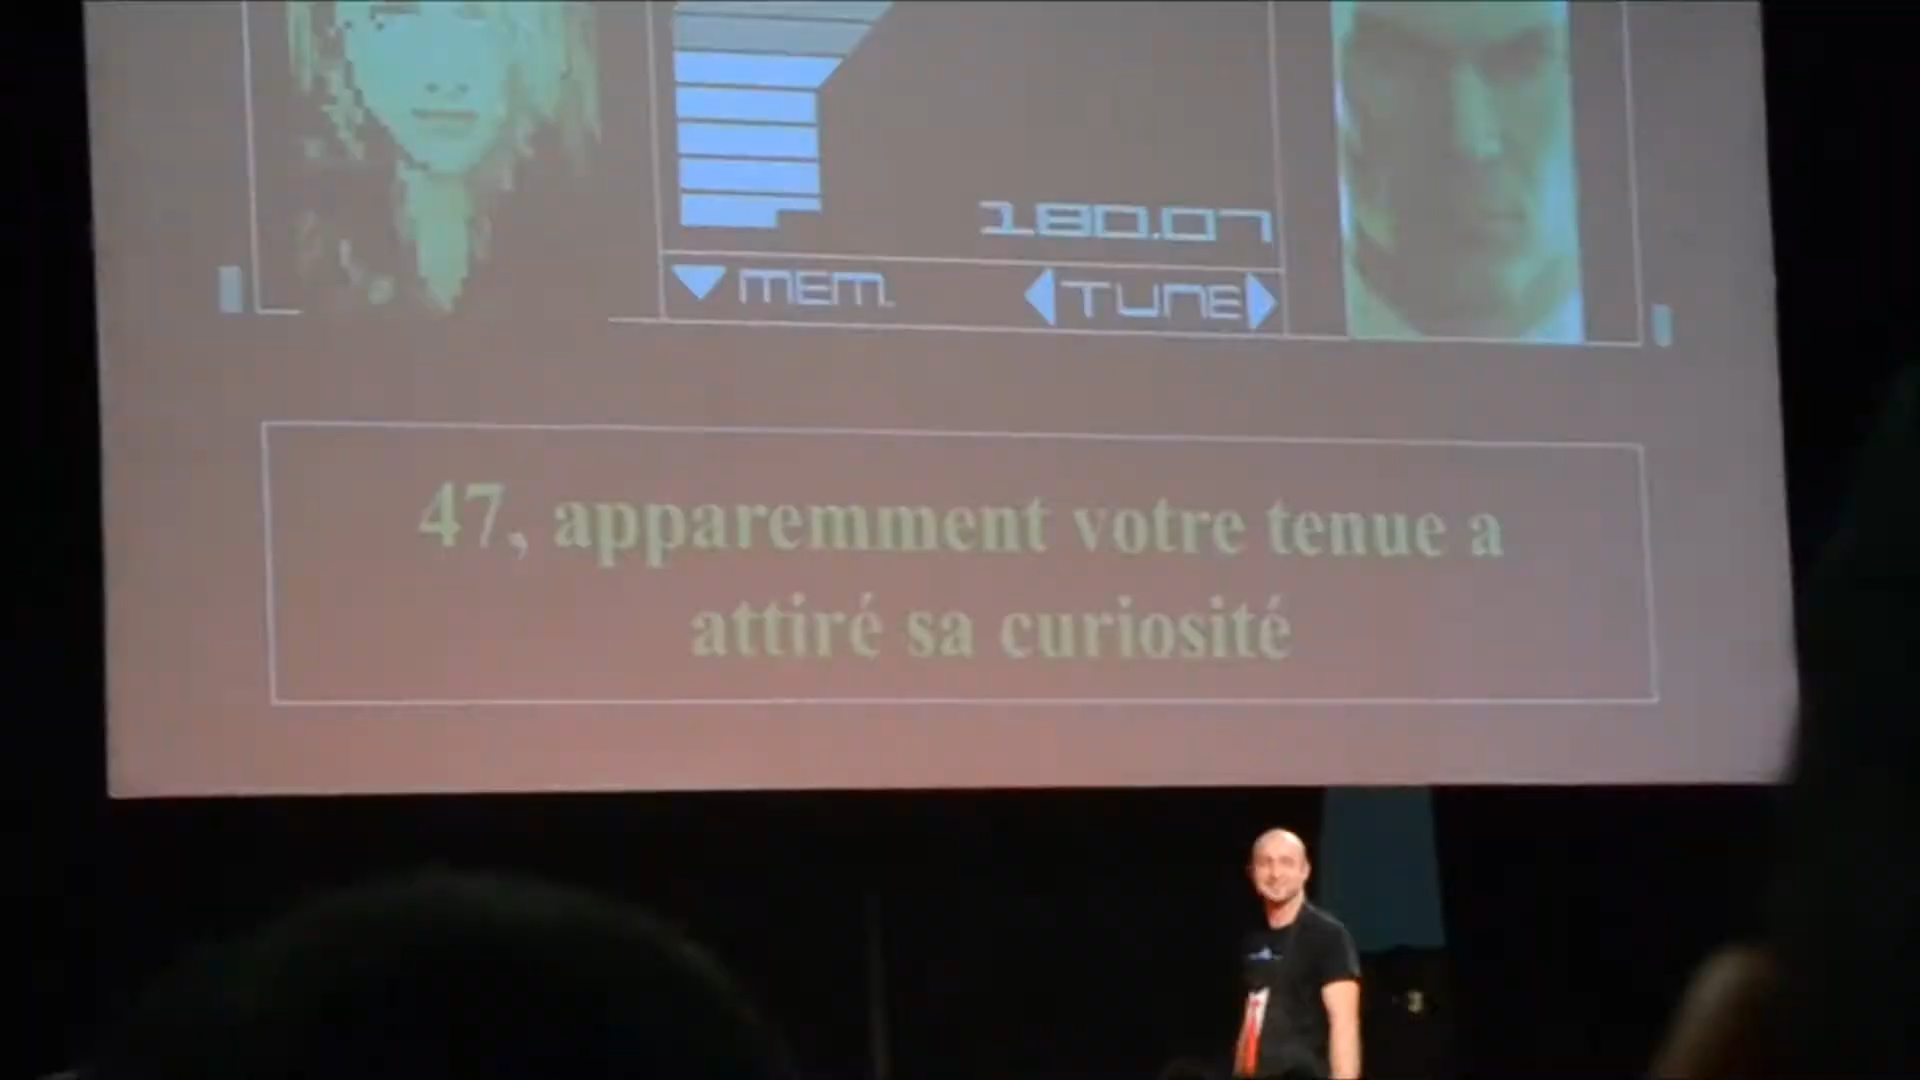 180.07
MEM.
TUNE
47, apparemment votre tenue a
attiré sa curiosité